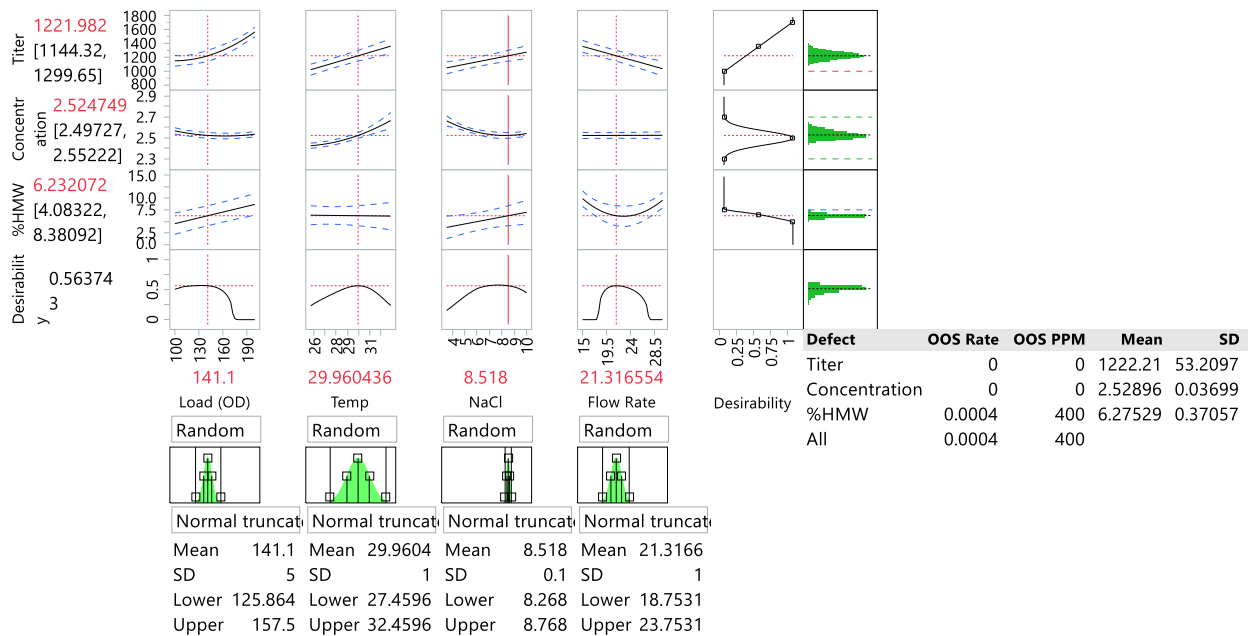 Titer
1221.982
[1144.32,
1299.65]
1800
1600
1400
1200
1000
800
Concentr
ation
2.524749
[2.49727,
2.55222]
2.9
2.7
2.5
2.3
%HMW
6.232072
[4.08322,
8.38092]
15.0
10.0
7.5
5.0
2.5
0.0
Desirabilit
y
0.56374
3
1
0.5
0
100 130 160 190
26 28 29 31
4 5 6 7 8 10
15 19.5 24 28.5
0 0.25 0.5 0.75 1
141.1 29.960436 8.518 21.316554
Load (OD) Temp NaCl Flow Rate Desirability
Defect OOS Rate OOS PPM Mean SD
Titer 0 0 1222.21 53.2097
Concentration 0 0 2.52896 0.03699
%HMW 0.0004 400 6.27529 0.37057
All 0.0004 400
Random Random Random Random
Normal truncate Normal truncate Normal truncate Normal truncate
Mean 141.1 Mean 29.9604 Mean 8.518 Mean 21.3166
SD 5 SD 1 SD 0.1 SD 1
Lower 125.864 Lower 27.4596 Lower 8.268 Lower 18.7531
Upper 157.5 Upper 32.4596 Upper 8.768 Upper 23.7531